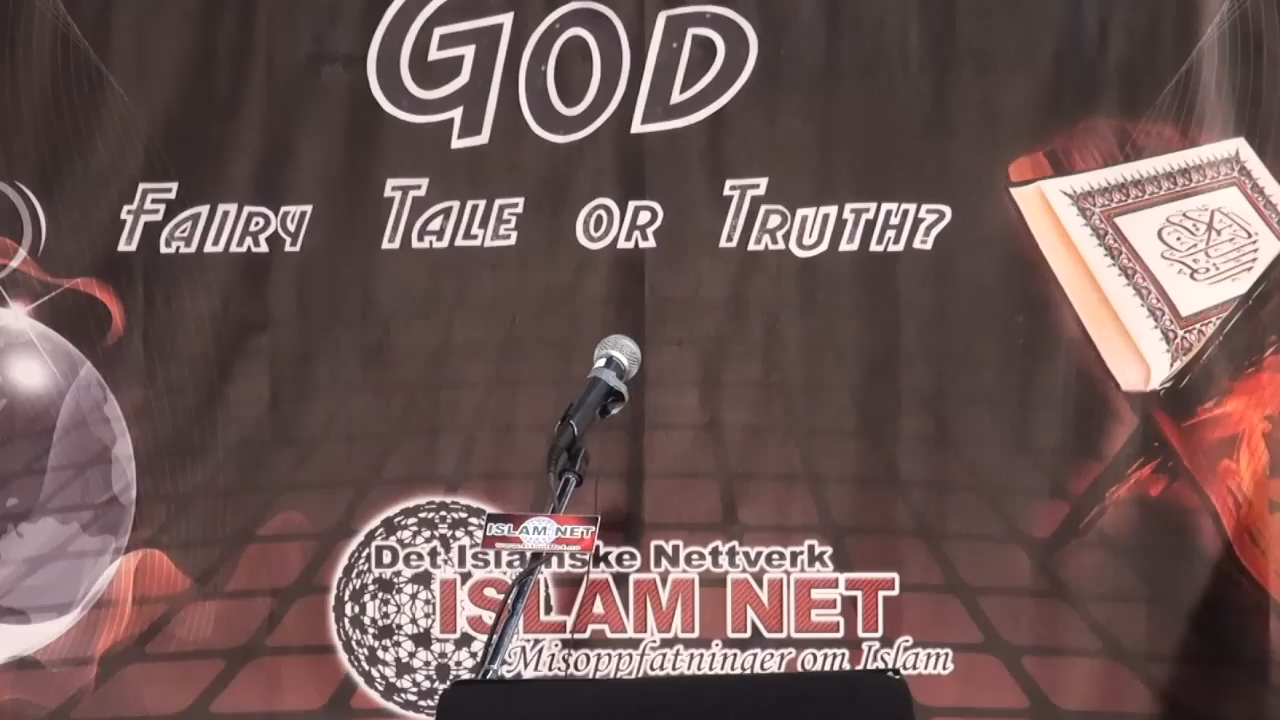 GOD
FAIRY TALE OR TRUTH?
ISLAM NET
Det Islamske Nettverk
ISLAM NET
Misoppfatninger om Islam